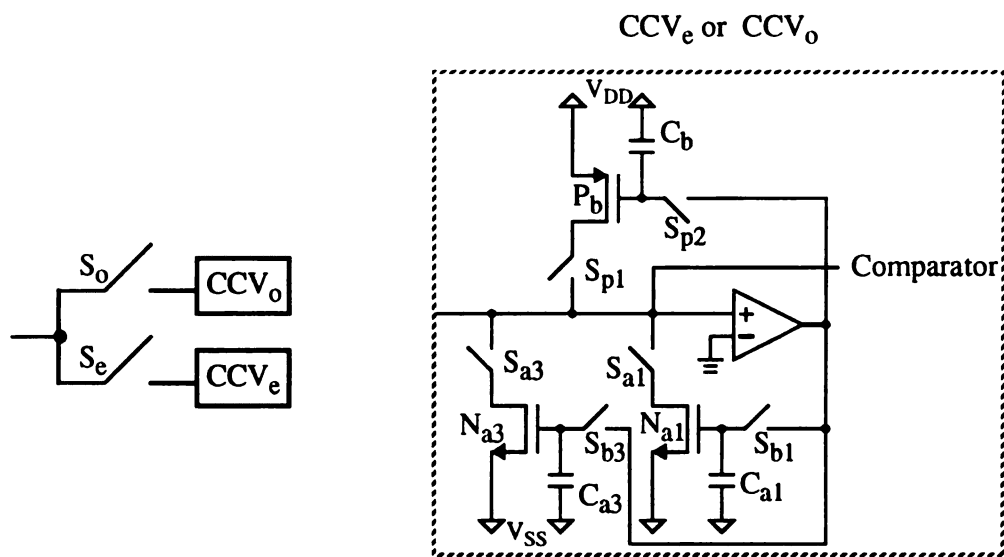 CCVe or CCVo
VDD
Cb
Pb
Sp2
So
CCVo
Sp1
Comparator
+
−
Se
CCVe
Sa3
Sa1
Na3
Sb3
Na1
Sb1
Ca3
Ca1
VSS